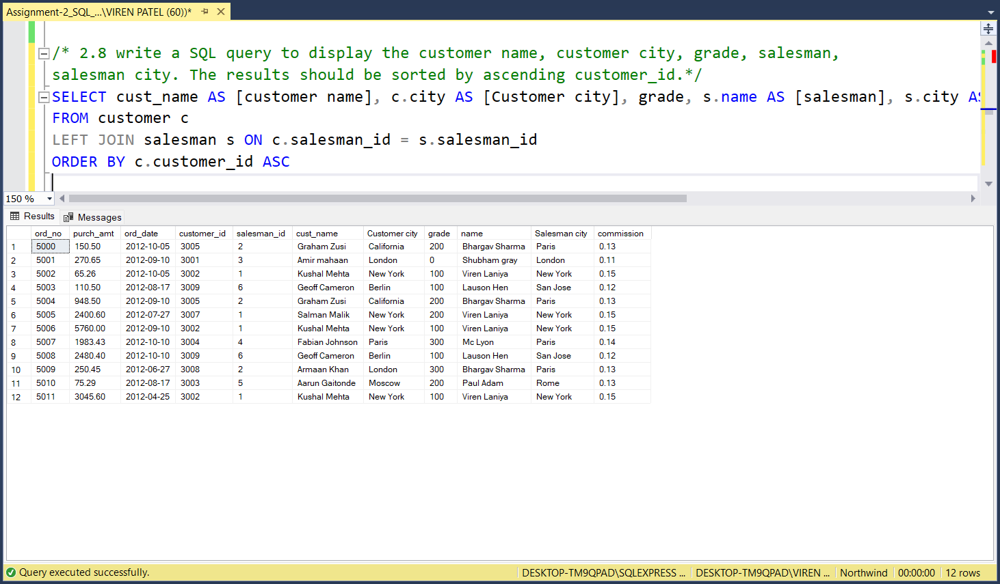 Assignment-2_SQL_...\VIREN PATEL (60))*
/* 2.8 write a SQL query to display the customer name, customer city, grade, salesman,
salesman city. The results should be sorted by ascending customer_id.*/
SELECT cust_name AS [customer name], c.city AS [Customer city], grade, s.name AS [salesman], s.city AS
FROM customer c
LEFT JOIN salesman s ON c.salesman_id = s.salesman_id
ORDER BY c.customer_id ASC
150 %
Results Messages
ord_no purch_amt ord_date customer_id salesman_id cust_name Customer city grade name Salesman city commission
1 5000 150.50 2012-10-05 3005 2 Graham Zusi California 200 Bhargav Sharma Paris 0.13
2 5001 270.65 2012-09-10 3001 3 Amir mahaan London 0 Shubham gray London 0.11
3 5002 65.26 2012-10-05 3002 1 Kushal Mehta New York 100 Viren Laniya New York 0.15
4 5003 110.50 2012-08-17 3009 6 Geoff Cameron Berlin 100 Lauson Hen San Jose 0.12
5 5004 948.50 2012-09-10 3005 2 Graham Zusi California 200 Bhargav Sharma Paris 0.13
6 5005 2400.60 2012-07-27 3007 1 Salman Malik New York 200 Viren Laniya New York 0.15
7 5006 5760.00 2012-09-10 3002 1 Kushal Mehta New York 100 Viren Laniya New York 0.15
8 5007 1983.43 2012-10-10 3004 4 Fabian Johnson Paris 300 Mc Lyon Paris 0.14
9 5008 2480.40 2012-10-10 3009 6 Geoff Cameron Berlin 100 Lauson Hen San Jose 0.12
10 5009 250.45 2012-06-27 3008 2 Armaan Khan London 300 Bhargav Sharma Paris 0.13
11 5010 75.29 2012-08-17 3003 5 Aarun Gaitonde Moscow 200 Paul Adam Rome 0.13
12 5011 3045.60 2012-04-25 3002 1 Kushal Mehta New York 100 Viren Laniya New York 0.15
Query executed successfully. DESKTOP-TM9QPAD\SQLEXPRESS ... DESKTOP-TM9QPAD\VIREN ... Northwind 00:00:00 12 rows